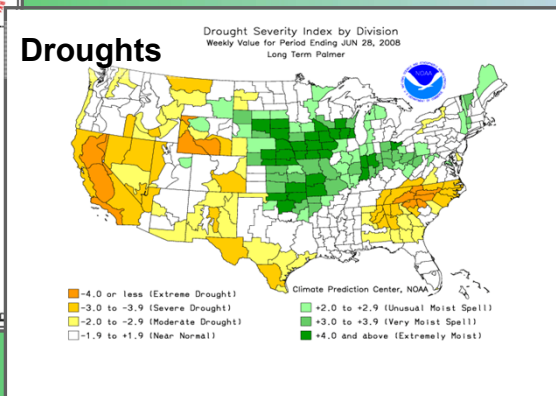 Drought Severity Index by Division
Weekly Value for Period Ending JUN 28, 2008
Long Term Palmer
Droughts
NOAA
Climate Prediction Center, NOAA
-4.0 or less (Extreme Drought)
-3.0 to -3.9 (Severe Drought)
-2.0 to -2.9 (Moderate Drought)
-1.9 to +1.9 (Near Normal)
+2.0 to +2.9 (Unusual Moist Spell)
+3.0 to +3.9 (Very Moist Spell)
+4.0 and above (Extremely Moist)